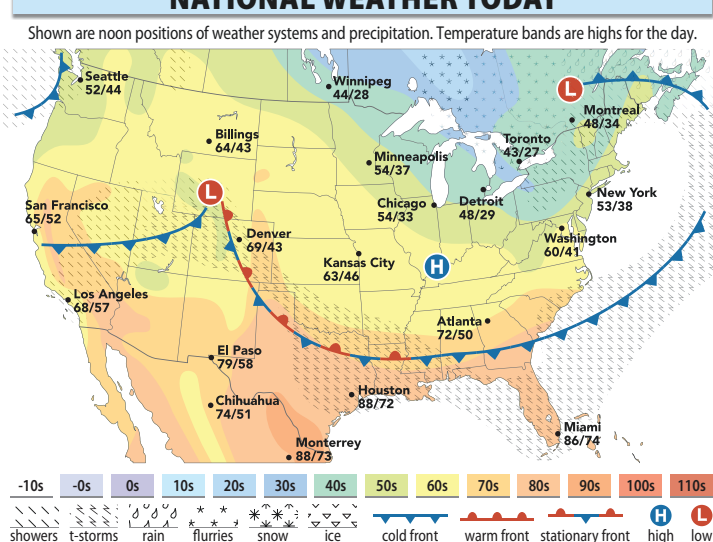 NATIONAL WEATHER TODAY
Shown are noon positions of weather systems and precipitation. Temperature bands are highs for the day.
Seattle
52/44
Winnipeg
44/28
L
Montreal
48/34
Billings
64/43
Toronto
43/27
Minneapolis
54/37
L
San Francisco
65/52
Chicago
54/33
Detroit
48/29
New York
53/38
Denver
69/43
Washington
60/41
Kansas City
63/46
H
Los Angeles
68/57
Atlanta
72/50
El Paso
79/58
Houston
88/72
Chihuahua
74/51
Miami
86/74
Monterrey
88/73
-10s -0s 0s 10s 20s 30s 40s 50s 60s 70s 80s 90s 100s 110s
H L
showers t-storms rain flurries snow ice cold front warm front stationary front high low